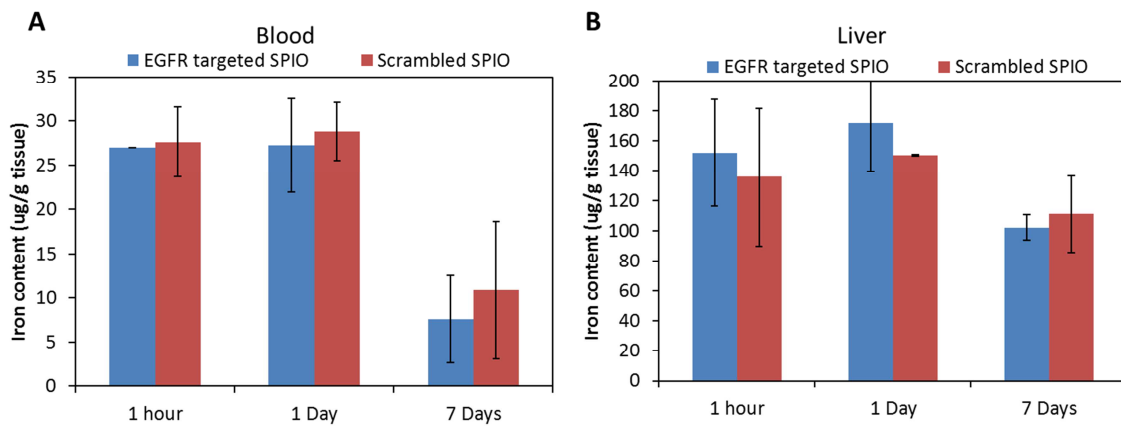 A
Blood
EGFR targeted SPIO
Scrambled SPIO
Iron content (ug/g tissue)
35
30
25
20
15
10
5
0
1 hour
1 Day
7 Days
B
Liver
EGFR targeted SPIO
Scrambled SPIO
Iron content (ug/g tissue)
200
180
160
140
120
100
80
60
40
20
0
1 hour
1 Day
7 Days